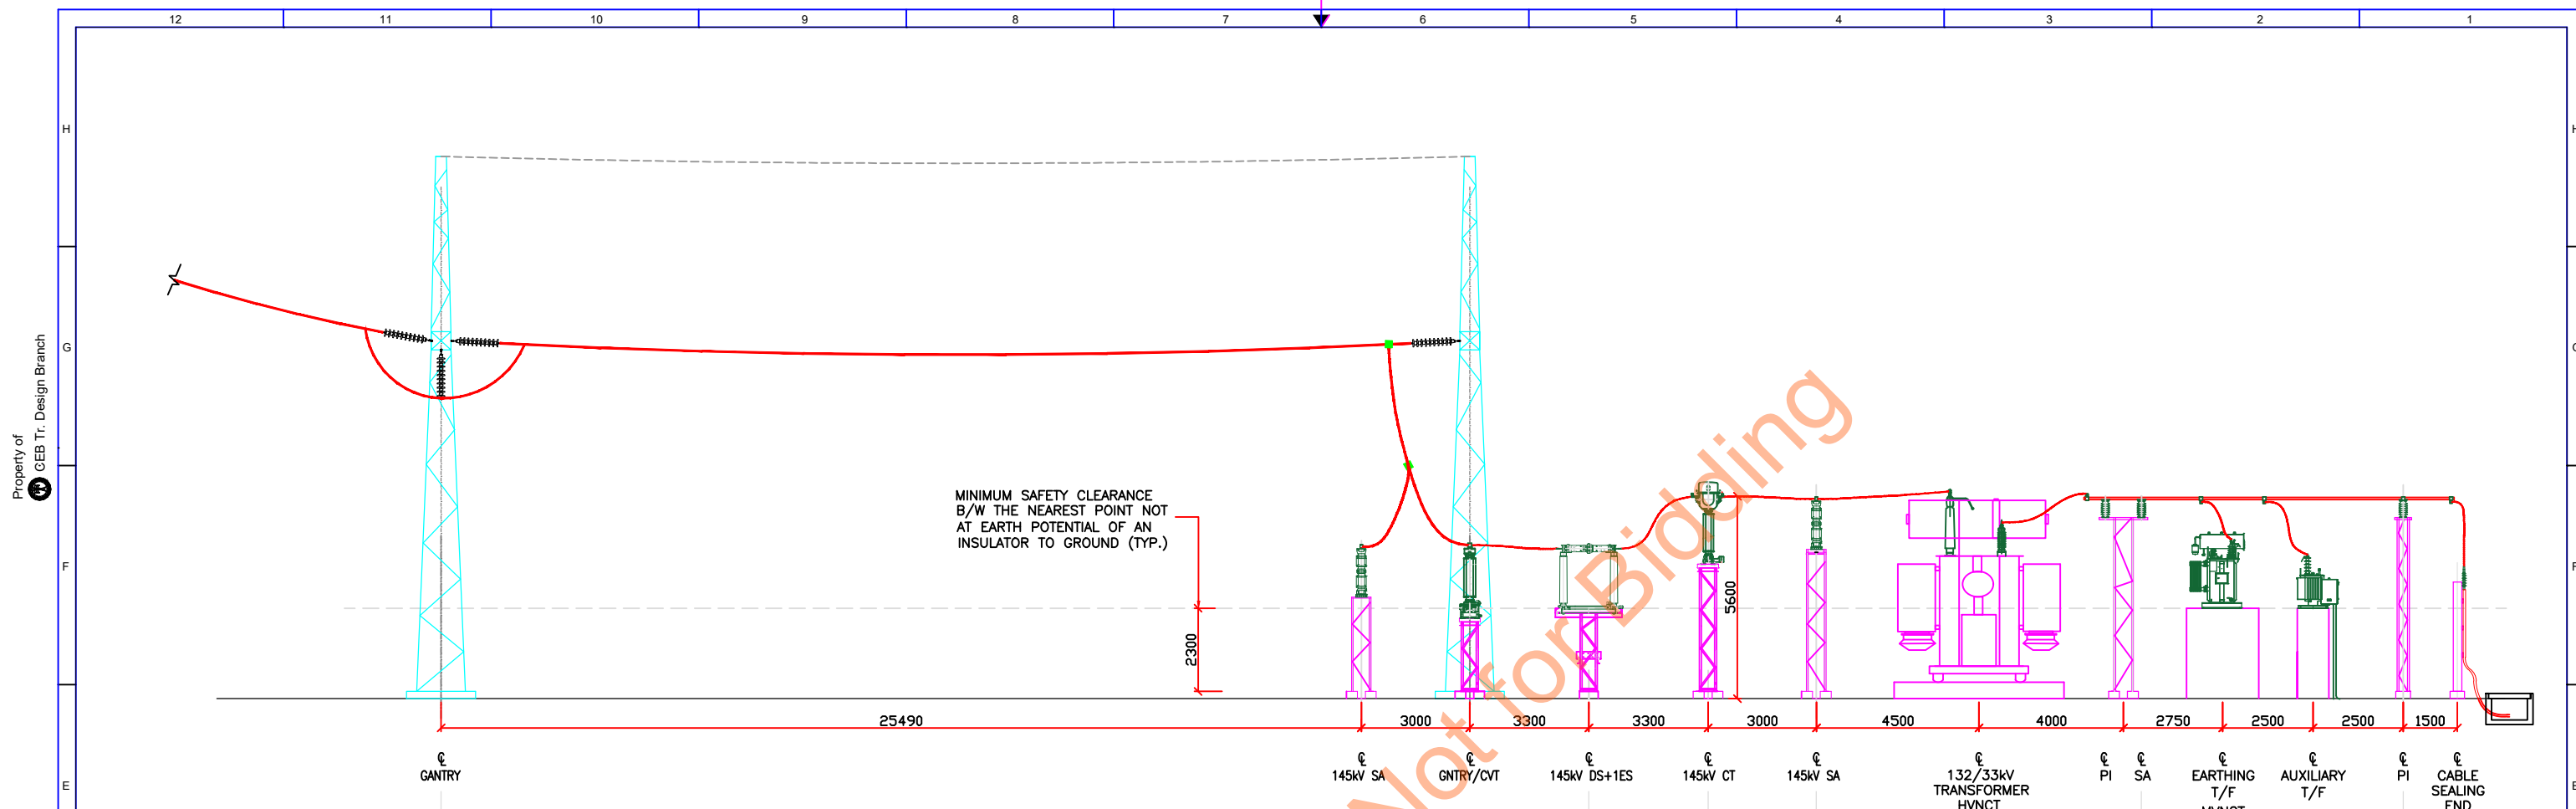 12 11 10 9 8 7 6 5 4 3 2 1
H
G
F
E
Property of
CEB Tr. Design Branch
MINIMUM SAFETY CLEARANCE
B/W THE NEAREST POINT NOT
AT EARTH POTENTIAL OF AN
INSULATOR TO GROUND (TYP.)
2300
5600
Not for Bidding
25490 3000 3300 3300 3000 4500 4000 2750 2500 2500 1500
℄
GANTRY
℄
145kV SA
℄
GNTRY/CVT
℄
145kV DS+1ES
℄
145kV CT
℄
145kV SA
℄
132/33kV
TRANSFORMER
HVNCT
℄
PI
℄
SA
℄
EARTHING
T/F
℄
AUXILIARY
T/F
℄
PI
℄
CABLE
SEALING
END